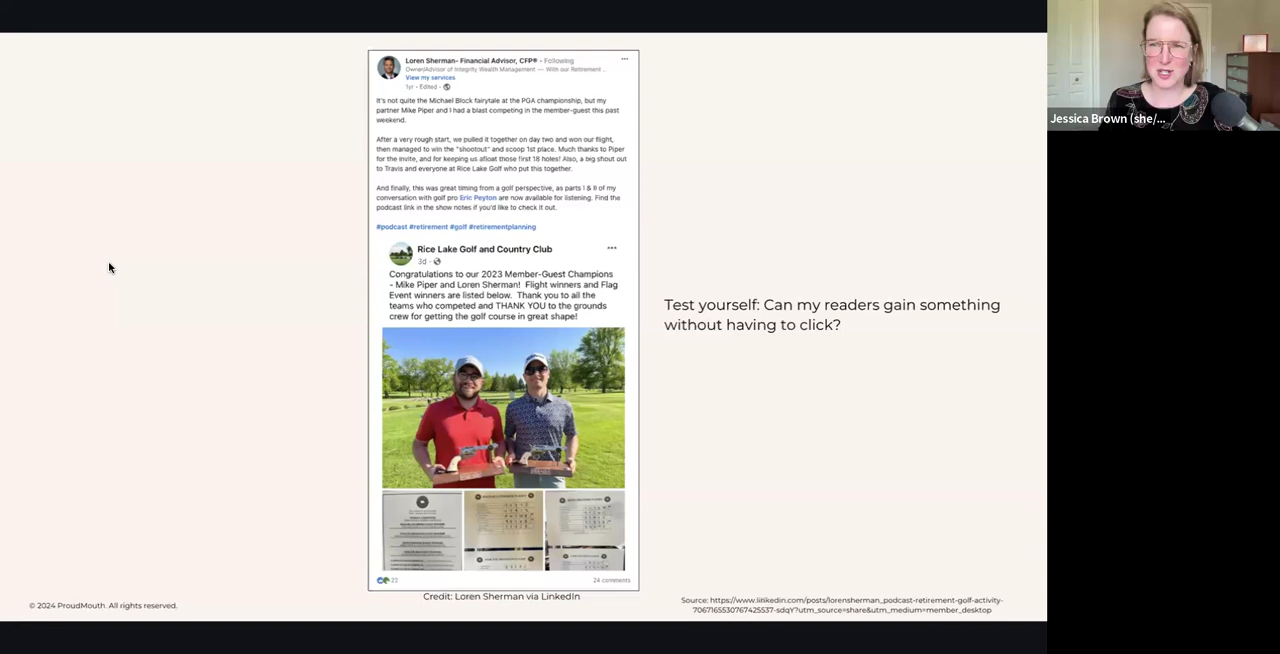 Loren Sherman- Financial Advisor, CFP® • Following
Owner/Advisor of Integrity Wealth Management — With our Retirement ...
View my services
1yr • Edited •
It's not quite the Michael Block fairytale at the PGA championship, but my
partner Mike Piper and I had a blast competing in the member-guest this past
weekend.
After a very rough start, we pulled it together on day two and won our flight,
then managed to win the "shootout" and scoop 1st place. Much thanks to Piper
for the invite, and for keeping us afloat those first 18 holes! Also, a big shout out
to Travis and everyone at Rice Lake Golf who put this together.
And finally, this was great timing from a golf perspective, as parts I & II of my
conversation with golf pro Eric Peyton are now available for listening. Find the
podcast link in the show notes if you'd like to check it out.
#podcast #retirement #golf #retirementplanning
Rice Lake Golf and Country Club
3d •
Congratulations to our 2023 Member-Guest Champions
- Mike Piper and Loren Sherman! Flight winners and Flag
Event winners are listed below. Thank you to all the
teams who competed and THANK YOU to the grounds
crew for getting the golf course in great shape!
22
24 comments
Credit: Loren Sherman via LinkedIn
Test yourself: Can my readers gain something
without having to click?
© 2024 ProudMouth. All rights reserved.
Source: https://www.linkedin.com/posts/lorensherman_podcast-retirement-golf-activity-
7067165530767425537-sdqY?utm_source=share&utm_medium=member_desktop
Jessica Brown (she/...